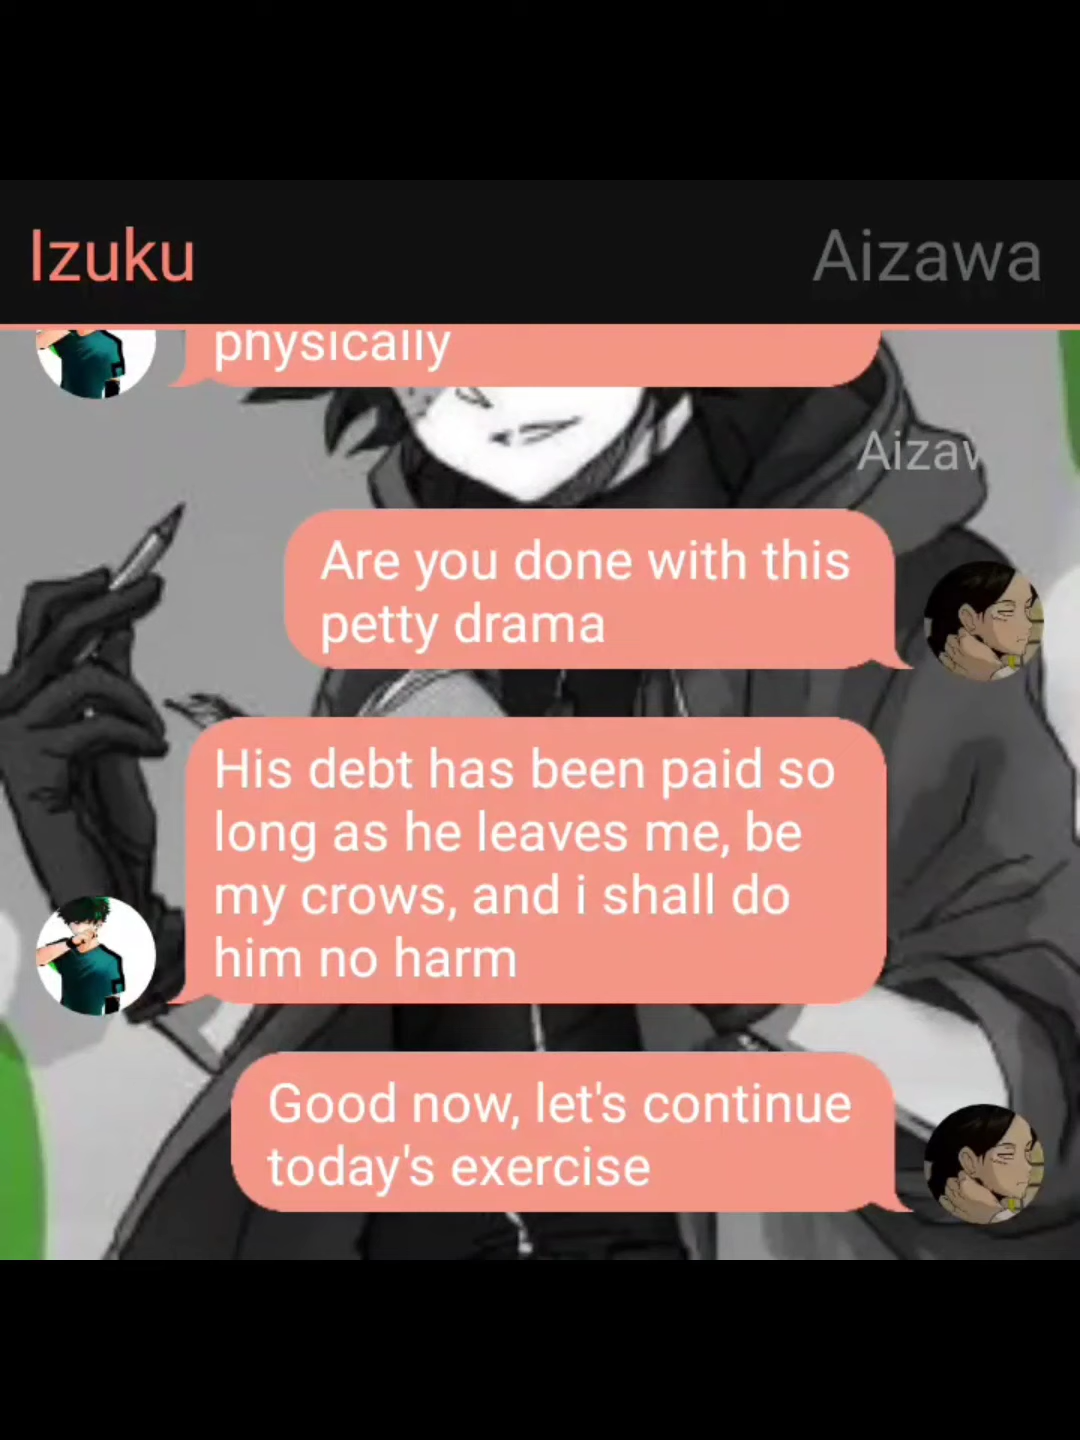 Izuku
Aizawa
physically
Aizaw
Are you done with this
petty drama
His debt has been paid so
long as he leaves me, be
my crows, and i shall do
him no harm
Good now, let's continue
today's exercise